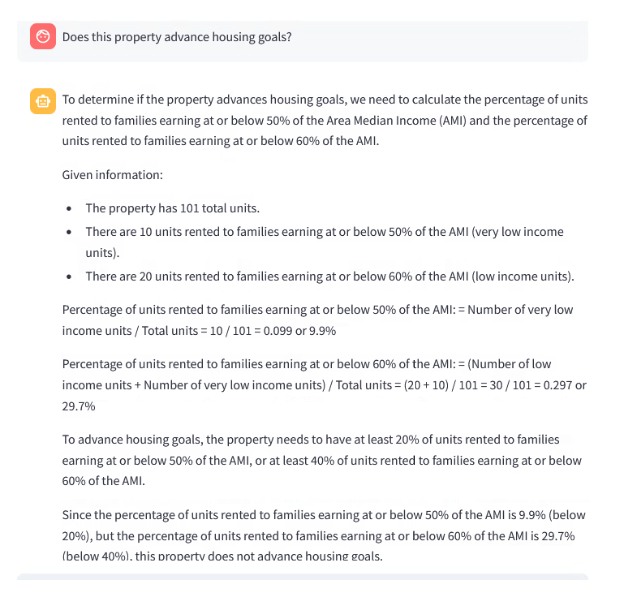 Does this property advance housing goals?
To determine if the property advances housing goals, we need to calculate the percentage of units
rented to families earning at or below 50% of the Area Median Income (AMI) and the percentage of
units rented to families earning at or below 60% of the AMI.
Given information:
• The property has 101 total units.
• There are 10 units rented to families earning at or below 50% of the AMI (very low income
units).
• There are 20 units rented to families earning at or below 60% of the AMI (low income units).
Percentage of units rented to families earning at or below 50% of the AMI: = Number of very low
income units / Total units = 10 / 101 = 0.099 or 9.9%
Percentage of units rented to families earning at or below 60% of the AMI: = (Number of low
income units + Number of very low income units) / Total units = (20 + 10) / 101 = 30 / 101 = 0.297 or
29.7%
To advance housing goals, the property needs to have at least 20% of units rented to families
earning at or below 50% of the AMI, or at least 40% of units rented to families earning at or below
60% of the AMI.
Since the percentage of units rented to families earning at or below 50% of the AMI is 9.9% (below
20%), but the percentage of units rented to families earning at or below 60% of the AMI is 29.7%
(below 40%), this property does not advance housing goals.